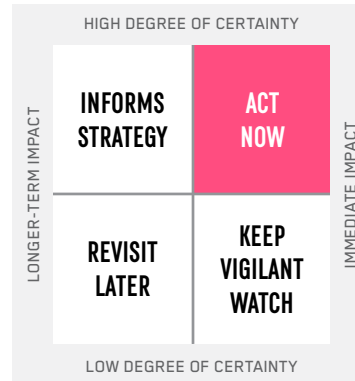 HIGH DEGREE OF CERTAINTY
LONGER-TERM IMPACT
INFORMS
STRATEGY
ACT
NOW
IMMEDIATE IMPACT
REVISIT
LATER
KEEP
VIGILANT
WATCH
LOW DEGREE OF CERTAINTY